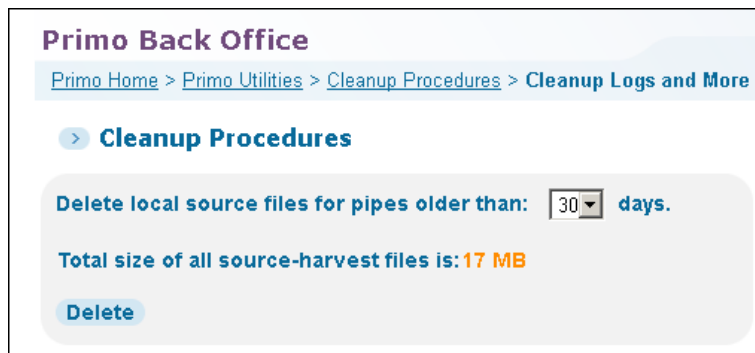 Primo Back Office
Primo Home > Primo Utilities > Cleanup Procedures > Cleanup Logs and More
Cleanup Procedures
Delete local source files for pipes older than: 30 days.
Total size of all source-harvest files is: 17 MB
Delete